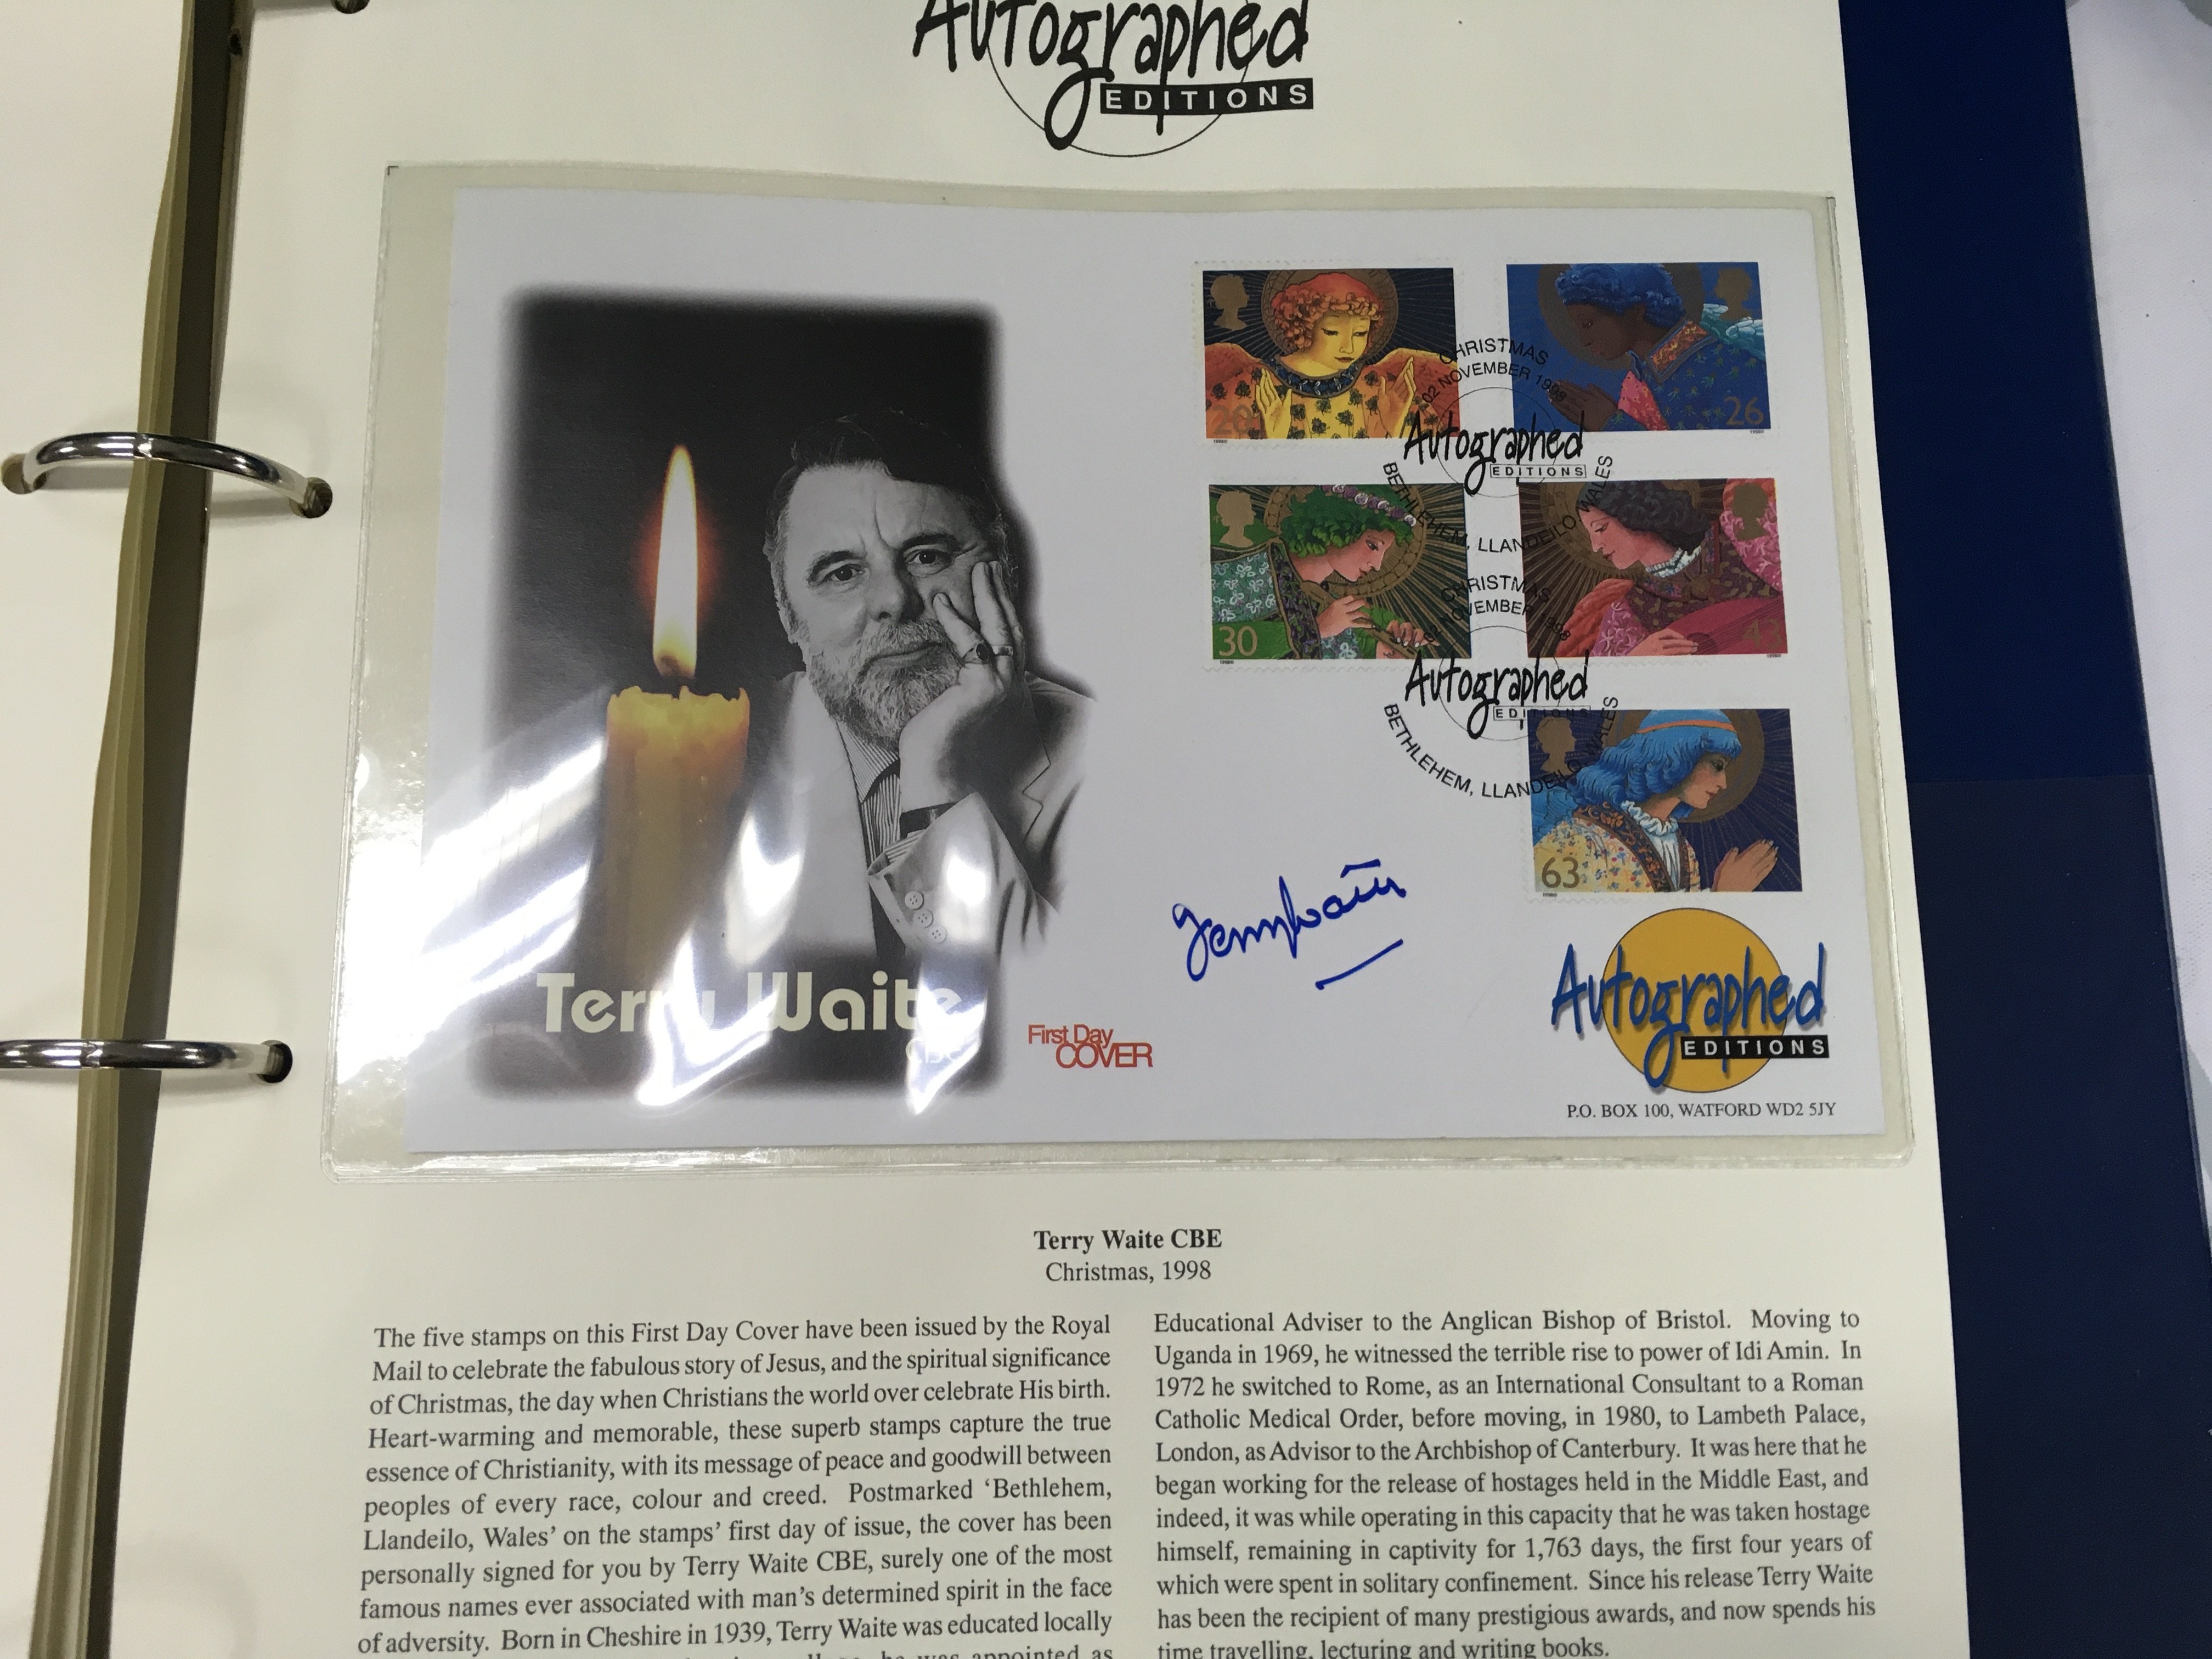 Autographed
EDITIONS
20
26
CHRISTMAS
02 NOVEMBER 1998
Autographed
EDITIONS
BETHLEHEM, LLANDEILO, WALES
30
43
CHRISTMAS
NOVEMBER 1998
Autographed
EDITIONS
BETHLEHEM, LLANDEILO, WALES
63
Terry Waite
Terry Waite
CBE
First Day
COVER
Autographed
EDITIONS
P.O. BOX 100, WATFORD WD2 5JY
Terry Waite CBE
Christmas, 1998
The five stamps on this First Day Cover have been issued by the Royal
Mail to celebrate the fabulous story of Jesus, and the spiritual significance
of Christmas, the day when Christians the world over celebrate His birth.
Heart-warming and memorable, these superb stamps capture the true
essence of Christianity, with its message of peace and goodwill between
peoples of every race, colour and creed. Postmarked ‘Bethlehem,
Llandeilo, Wales’ on the stamps’ first day of issue, the cover has been
personally signed for you by Terry Waite CBE, surely one of the most
famous names ever associated with man’s determined spirit in the face
of adversity. Born in Cheshire in 1939, Terry Waite was educated locally
he was appointed as
Educational Adviser to the Anglican Bishop of Bristol. Moving to
Uganda in 1969, he witnessed the terrible rise to power of Idi Amin. In
1972 he switched to Rome, as an International Consultant to a Roman
Catholic Medical Order, before moving, in 1980, to Lambeth Palace,
London, as Advisor to the Archbishop of Canterbury. It was here that he
began working for the release of hostages held in the Middle East, and
indeed, it was while operating in this capacity that he was taken hostage
himself, remaining in captivity for 1,763 days, the first four years of
which were spent in solitary confinement. Since his release Terry Waite
has been the recipient of many prestigious awards, and now spends his
time travelling, lecturing and writing books.